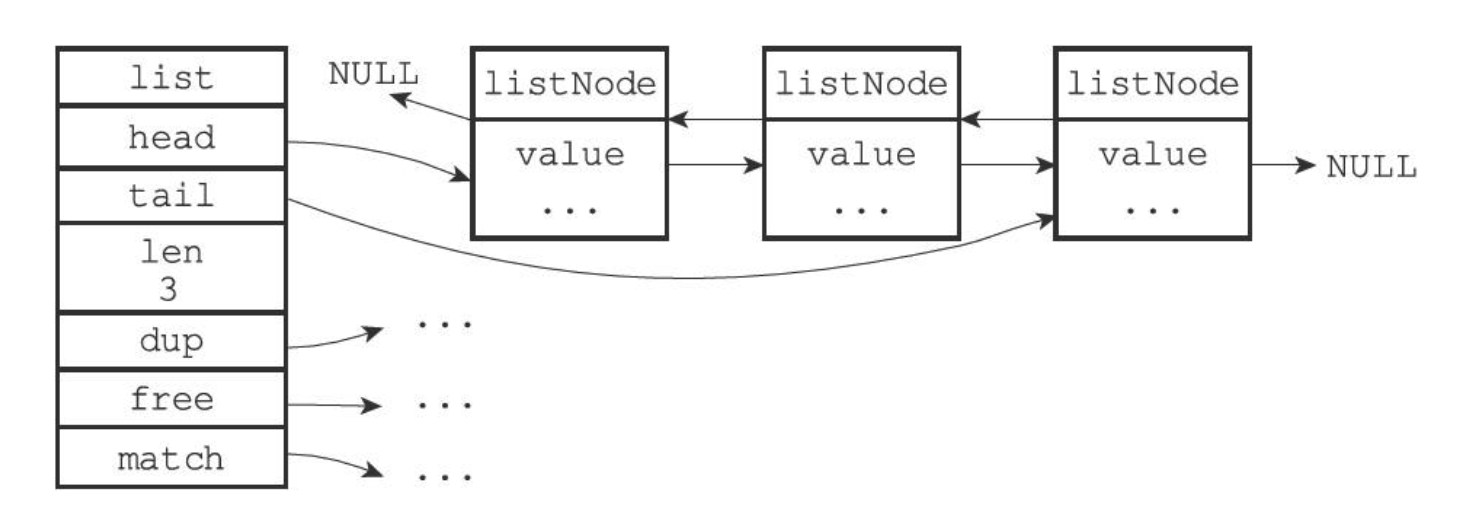 list
head
tail
len
3
dup
free
match
NULL
listNode
value
...
listNode
value
...
listNode
value
...
NULL
...
...
...